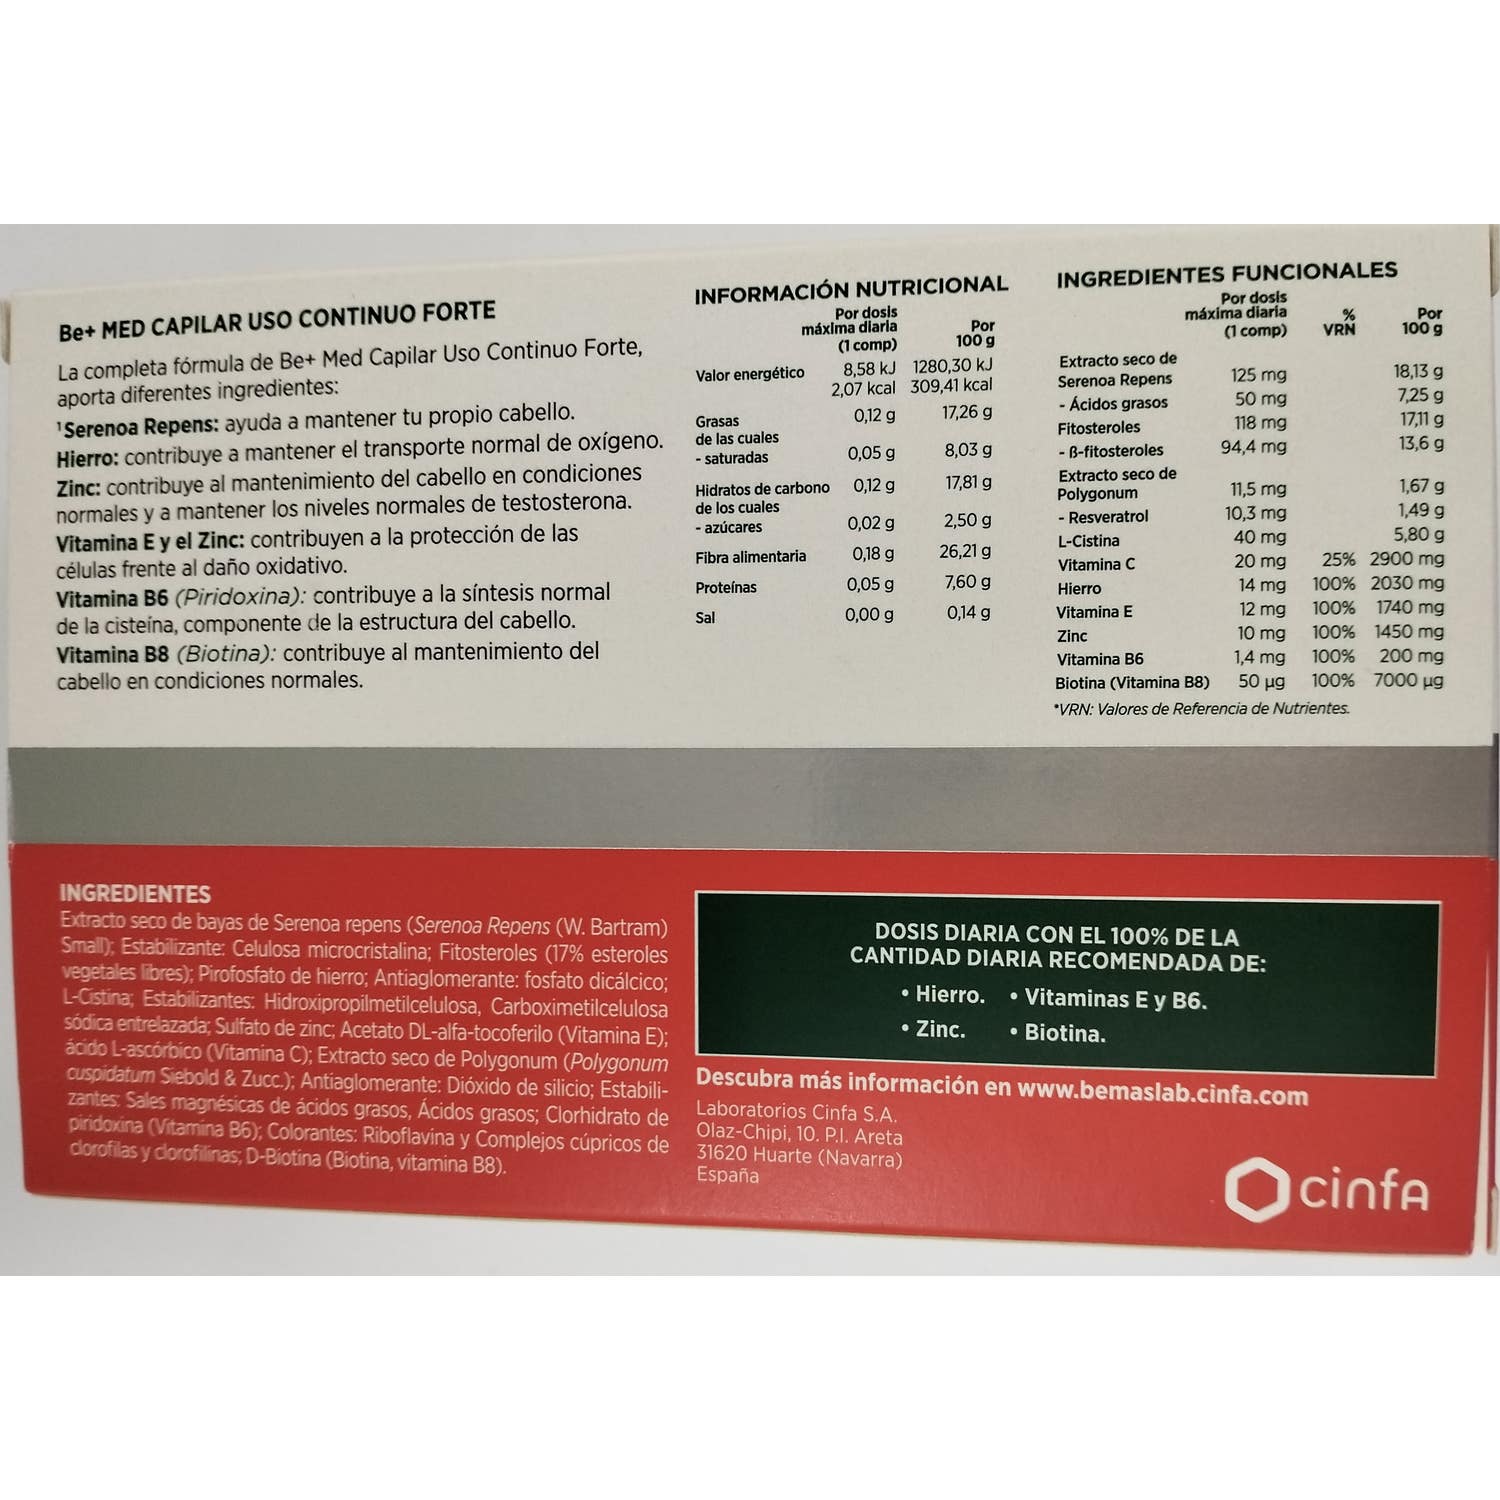 Be+ MED CAPILAR USO CONTINUO FORTE
La completa fórmula de Be+ Med Capilar Uso Continuo Forte,
aporta diferentes ingredientes:
¹Serenoa Repens: ayuda a mantener tu propio cabello.
Hierro: contribuye a mantener el transporte normal de oxígeno.
Zinc: contribuye al mantenimiento del cabello en condiciones
normales y a mantener los niveles normales de testosterona.
Vitamina E y el Zinc: contribuyen a la protección de las
células frente al daño oxidativo.
Vitamina B6 (Piridoxina): contribuye a la síntesis normal
de la cisteína, componente de la estructura del cabello.
Vitamina B8 (Biotina): contribuye al mantenimiento del
cabello en condiciones normales.
INFORMACIÓN NUTRICIONAL
Por dosis
máxima diaria
(1 comp)
Por
100 g
Valor energético 8,58 kJ 1280,30 kJ
2,07 kcal 309,41 kcal
Grasas 0,12 g 17,26 g
de las cuales
- saturadas 0,05 g 8,03 g
Hidratos de carbono 0,12 g 17,81 g
de los cuales
- azúcares 0,02 g 2,50 g
Fibra alimentaria 0,18 g 26,21 g
Proteínas 0,05 g 7,60 g
Sal 0,00 g 0,14 g
INGREDIENTES FUNCIONALES
Por dosis
máxima diaria
(1 comp)
%
VRN
Por
100 g
Extracto seco de
Serenoa Repens 125 mg 18,13 g
- Ácidos grasos 50 mg 7,25 g
Fitosteroles 118 mg 17,11 g
- ß-fitosteroles 94,4 mg 13,6 g
Extracto seco de
Polygonum 11,5 mg 1,67 g
- Resveratrol 10,3 mg 1,49 g
L-Cistina 40 mg 5,80 g
Vitamina C 20 mg 25% 2900 mg
Hierro 14 mg 100% 2030 mg
Vitamina E 12 mg 100% 1740 mg
Zinc 10 mg 100% 1450 mg
Vitamina B6 1,4 mg 100% 200 mg
Biotina (Vitamina B8) 50 µg 100% 7000 µg
*VRN: Valores de Referencia de Nutrientes.
INGREDIENTES
Extracto seco de bayas de Serenoa repens (Serenoa Repens (W. Bartram)
Small); Estabilizante: Celulosa microcristalina; Fitosteroles (17% esteroles
vegetales libres); Pirofosfato de hierro; Antiaglomerante: fosfato dicálcico;
L-Cistina; Estabilizantes: Hidroxipropilmetilcelulosa, Carboximetilcelulosa
sódica entrelazada; Sulfato de zinc; Acetato DL-alfa-tocoferilo (Vitamina E);
ácido L-ascórbico (Vitamina C); Extracto seco de Polygonum (Polygonum
cuspidatum Siebold & Zucc.); Antiaglomerante: Dióxido de silicio; Estabili-
zantes: Sales magnésicas de ácidos grasos, Ácidos grasos; Clorhidrato de
piridoxina (Vitamina B6); Colorantes: Riboflavina y Complejos cúpricos de
clorofilas y clorofilinas; D-Biotina (Biotina, vitamina B8).
DOSIS DIARIA CON EL 100% DE LA
CANTIDAD DIARIA RECOMENDADA DE:
• Hierro. • Vitaminas E y B6.
• Zinc. • Biotina.
Descubra más información en www.bemaslab.cinfa.com
Laboratorios Cinfa S.A.
Olaz-Chipi, 10. P.I. Areta
31620 Huarte (Navarra)
España
cinfa